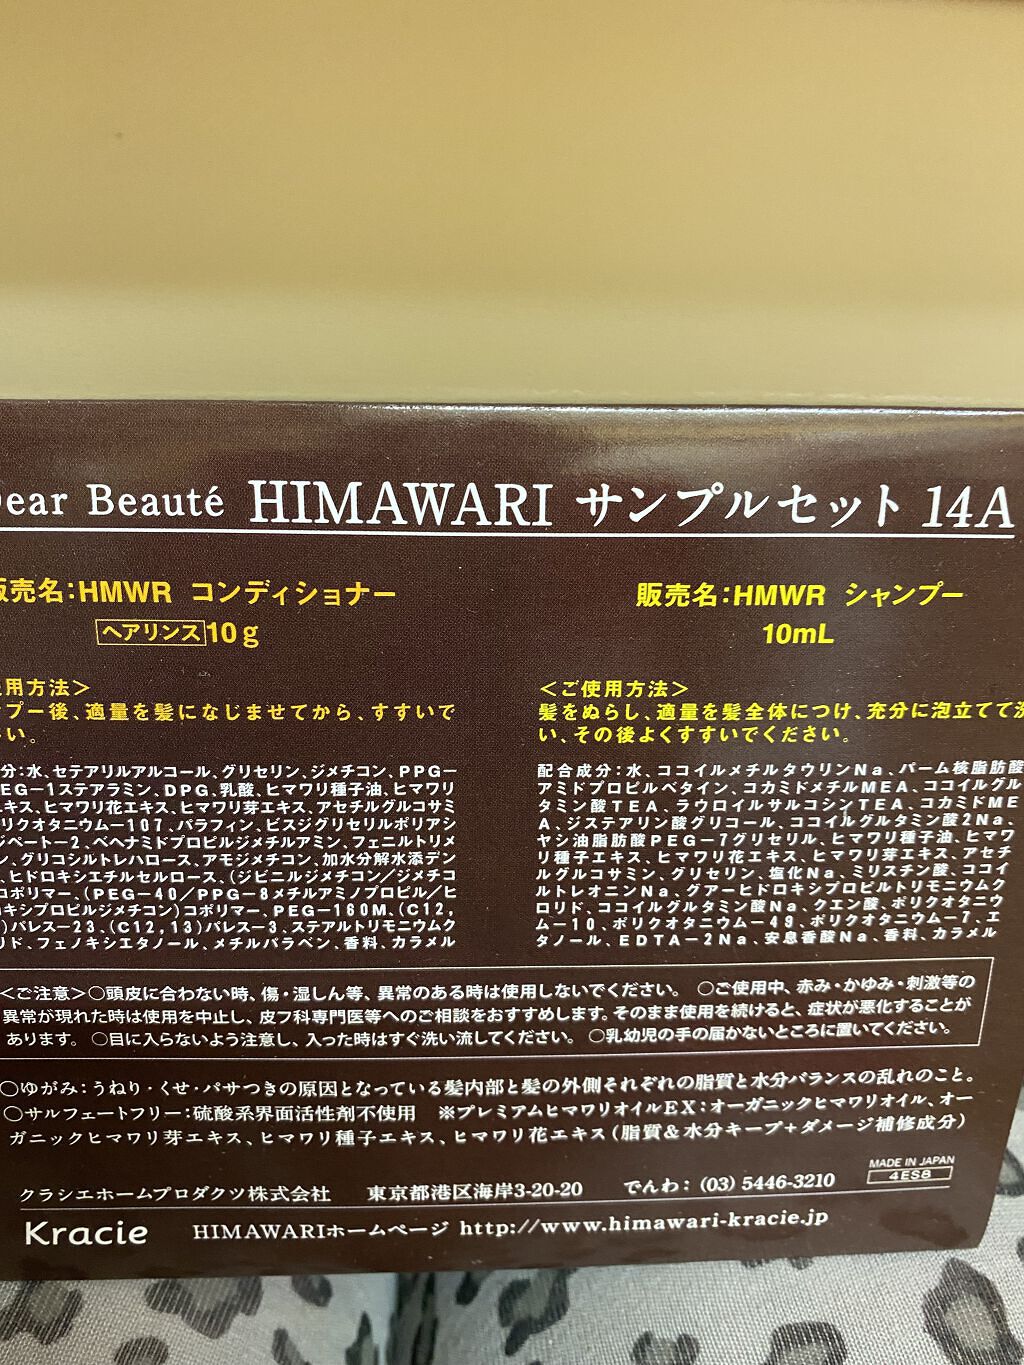 Dear Beauté HIMAWARI サンプルセット 14A
販売名：HMWR コンディショナー
ヘアリンス 10g
用方法＞
プー後、適量を髪になじませてから、すすいで
い。
分：水、セテアリルアルコール、グリセリン、ジメチコン、PPG－
EG－1ステアラミン、DPG、乳酸、ヒマワリ種子油、ヒマワリ
エキス、ヒマワリ花エキス、ヒマワリ芽エキス、アセチルグルコサミ
リクオタニウム－107、パラフィン、ビスジグリセリルポリアシ
ジペート－2、ベヘナミドプロピルジメチルアミン、フェニルトリメ
ン、グリコシルトレハロース、アモジメチコン、加水分解水添デン
、ヒドロキシエチルセルロース、（ジビニルジメチコン／ジメチコ
コポリマー、（PEG－40／PPG－8メチルアミノプロピル／ヒ
キシプロピルジメチコン）コポリマー、PEG－160M、（C12，
）パレス－23、（C12，13）パレス－3、ステアルトリモニウムク
リド、フェノキシエタノール、メチルパラベン、香料、カラメル
販売名：HMWR シャンプー
10mL
＜ご使用方法＞
髪をぬらし、適量を髪全体につけ、充分に泡立てて洗
い、その後よくすすいでください。
配合成分：水、ココイルメチルタウリンNa、パーム核脂肪酸
アミドプロピルベタイン、コカミドメチルMEA、ココイルグル
タミン酸TEA、ラウロイルサルコシンTEA、コカミドME
A、ジステアリン酸グリコール、ココイルグルタミン酸2Na、
ヤシ油脂肪酸PEG－7グリセリル、ヒマワリ種子油、ヒマワ
リ種子エキス、ヒマワリ花エキス、ヒマワリ芽エキス、アセチ
ルグルコサミン、グリセリン、塩化Na、ミリスチン酸、ココイ
ルトレオニンNa、グアーヒドロキシプロピルトリモニウムク
ロリド、ココイルグルタミン酸Na、クエン酸、ポリクオタニウ
ム－10、ポリクオタニウム－49、ポリクオタニウム－7、エ
タノール、EDTA－2Na、安息香酸Na、香料、カラメル
＜ご注意＞○頭皮に合わない時、傷・湿しん等、異常のある時は使用しないでください。 ○ご使用中、赤み・かゆみ・刺激等の
異常が現れた時は使用を中止し、皮フ科専門医等へのご相談をおすすめします。そのまま使用を続けると、症状が悪化することが
あります。 ○目に入らないよう注意し、入った時はすぐ洗い流してください。 ○乳幼児の手の届かないところに置いてください。
○ゆがみ：うねり・くせ・パサつきの原因となっている髪内部と髪の外側それぞれの脂質と水分バランスの乱れのこと。
○サルフェートフリー：硫酸系界面活性剤不使用 ※プレミアムヒマワリオイルEX：オーガニックヒマワリオイル、オー
ガニックヒマワリ芽エキス、ヒマワリ種子エキス、ヒマワリ花エキス（脂質＆水分キープ＋ダメージ補修成分）
MADE IN JAPAN
4ES8
クラシエホームプロダクツ株式会社 東京都港区海岸3-20-20 でんわ：（03）5446-3210
Kracie HIMAWARIホームページ http://www.himawari-kracie.jp